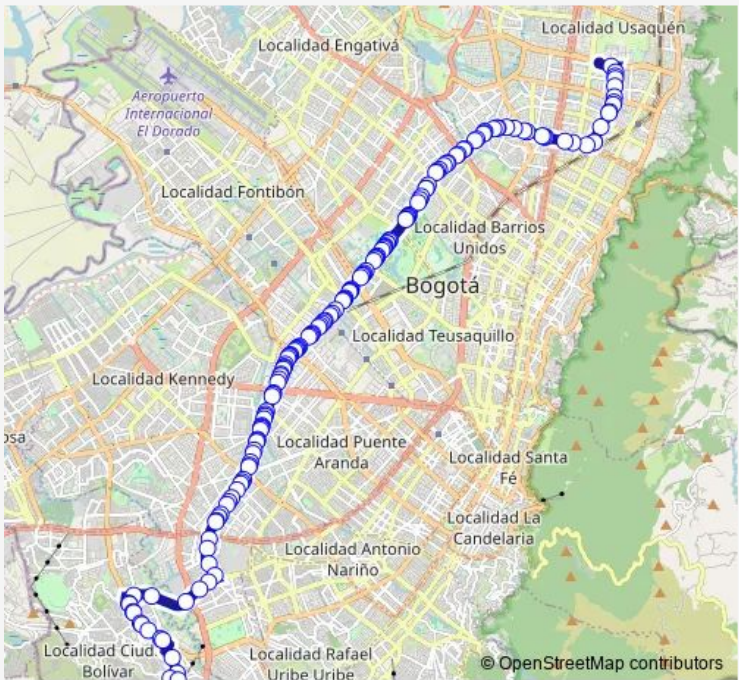 Localidad Usaquén
Localidad Engativá
Aeropuerto
Internacional
El Dorado
Localidad Fontibón
Localidad Barrios
Unidos
Bogotá
Localidad Teusaquillo
Localidad Kennedy
osa
Localidad Puente
Aranda
Localidad Santa
Fé
Localidad La
Candelaria
Localidad Antonio
Nariño
Localidad Ciud
Bolívar
Localidad Rafael
Uribe Uribe
© OpenStreetMap contributors